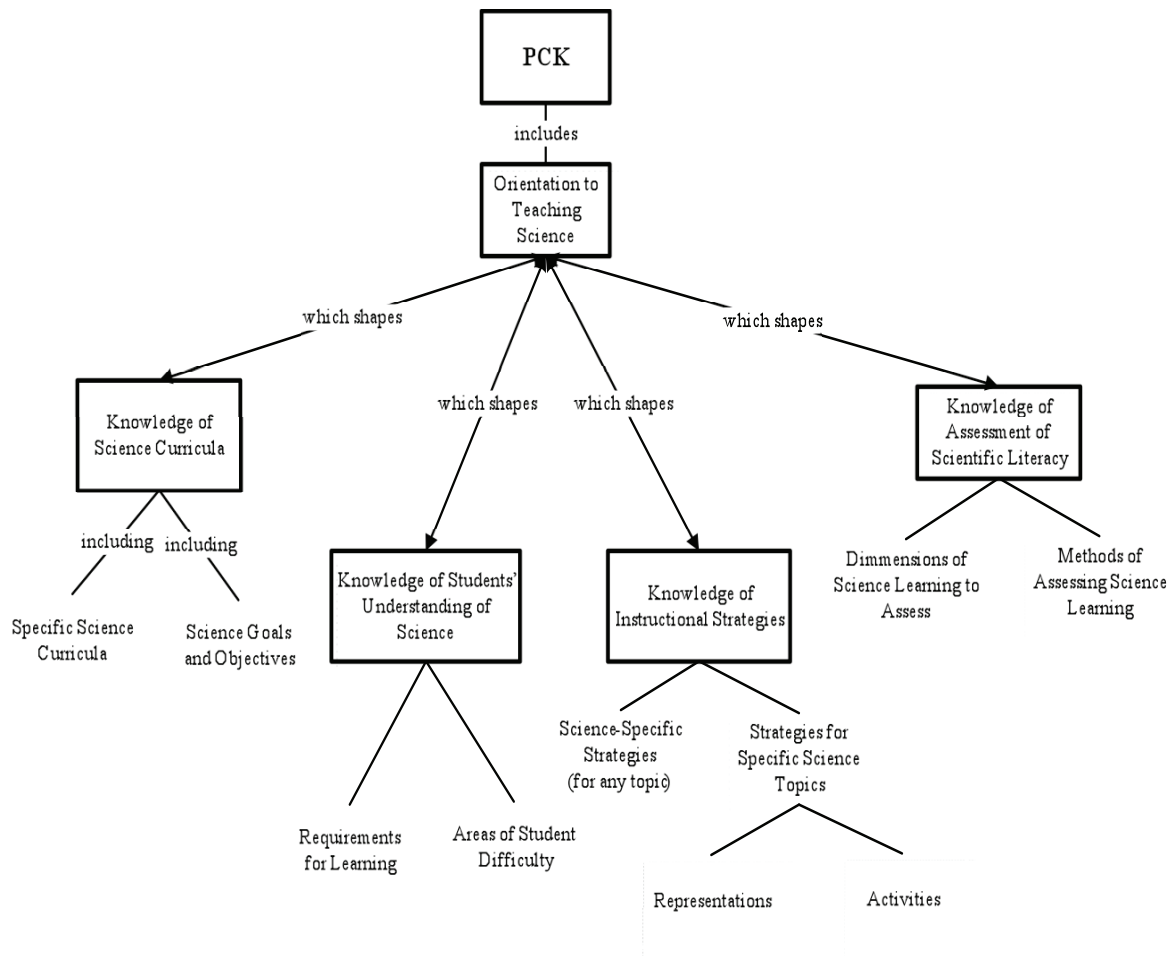 PCK
includes
Orientation to
Teaching
Science
which shapes
which shapes
which shapes
which shapes
Knowledge of
Science Curricula
Knowledge of
Assessment of
Scientific Literacy
including
including
Specific Science
Curricula
Science Goals
and Objectives
Knowledge of Students'
Understanding of
Science
Knowledge of
Instructional Strategies
Dimmensions of
Science Learning to
Assess
Methods of
Assessing Science
Learning
Requirements
for Learning
Areas of Student
Difficulty
Science-Specific
Strategies
(for any topic)
Strategies for
Specific Science
Topics
Representations
Activities